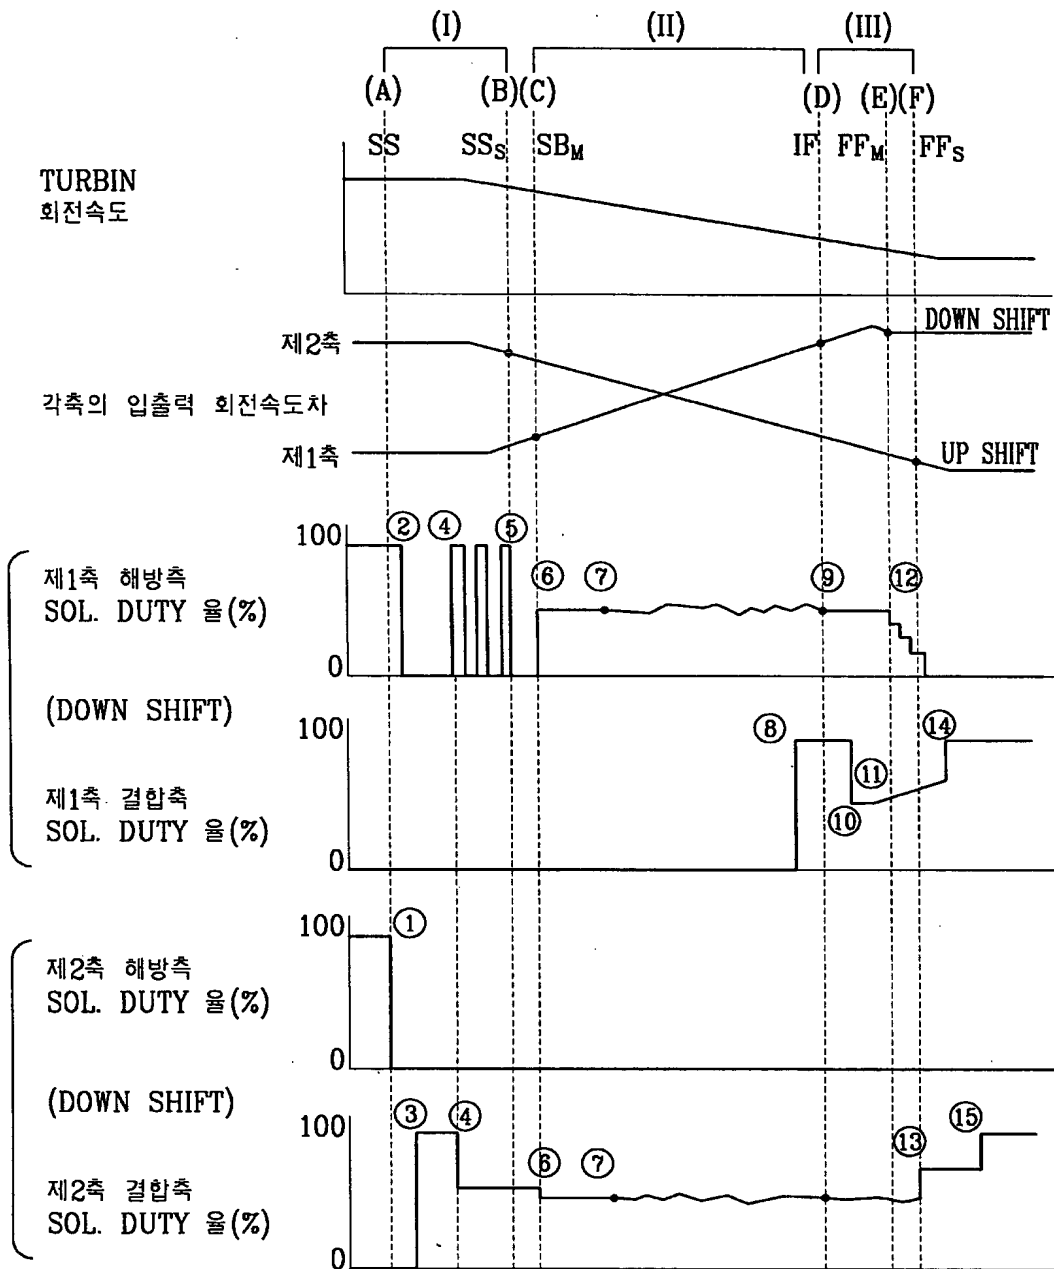 (I) (II) (III)
(A) (B) (C) (D) (E) (F)
SS SSS SBM IF FFM FFS
TURBIN
회전속도
DOWN SHIFT
제2축
각축의 입출력 회전속도차
제1축
UP SHIFT
100 ② ④ ⑤
⑥ ⑦ ⑨ ⑫
제1축 해방측
SOL. DUTY 율(%)
0
(DOWN SHIFT)
100 ⑧ ⑭
⑪
제1축 결합축
⑩
SOL. DUTY 율(%)
0
100 ①
제2축 해방측
SOL. DUTY 율(%)
0
(DOWN SHIFT)
100 ③ ④ ⑮
⑬
⑥ ⑦
제2축 결합축
SOL. DUTY 율(%)
0